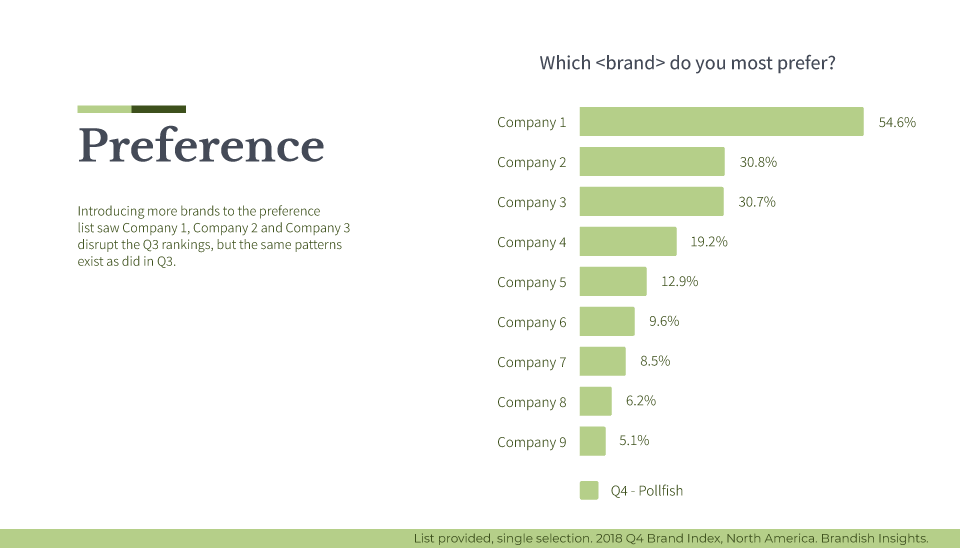 Which <brand> do you most prefer?
Preference
Introducing more brands to the preference
list saw Company 1, Company 2 and Company 3
disrupt the Q3 rankings, but the same patterns
exist as did in Q3.
Company 1 54.6%
Company 2 30.8%
Company 3 30.7%
Company 4 19.2%
Company 5 12.9%
Company 6 9.6%
Company 7 8.5%
Company 8 6.2%
Company 9 5.1%
Q4 - Pollfish
List provided, single selection. 2018 Q4 Brand Index, North America. Brandish Insights.